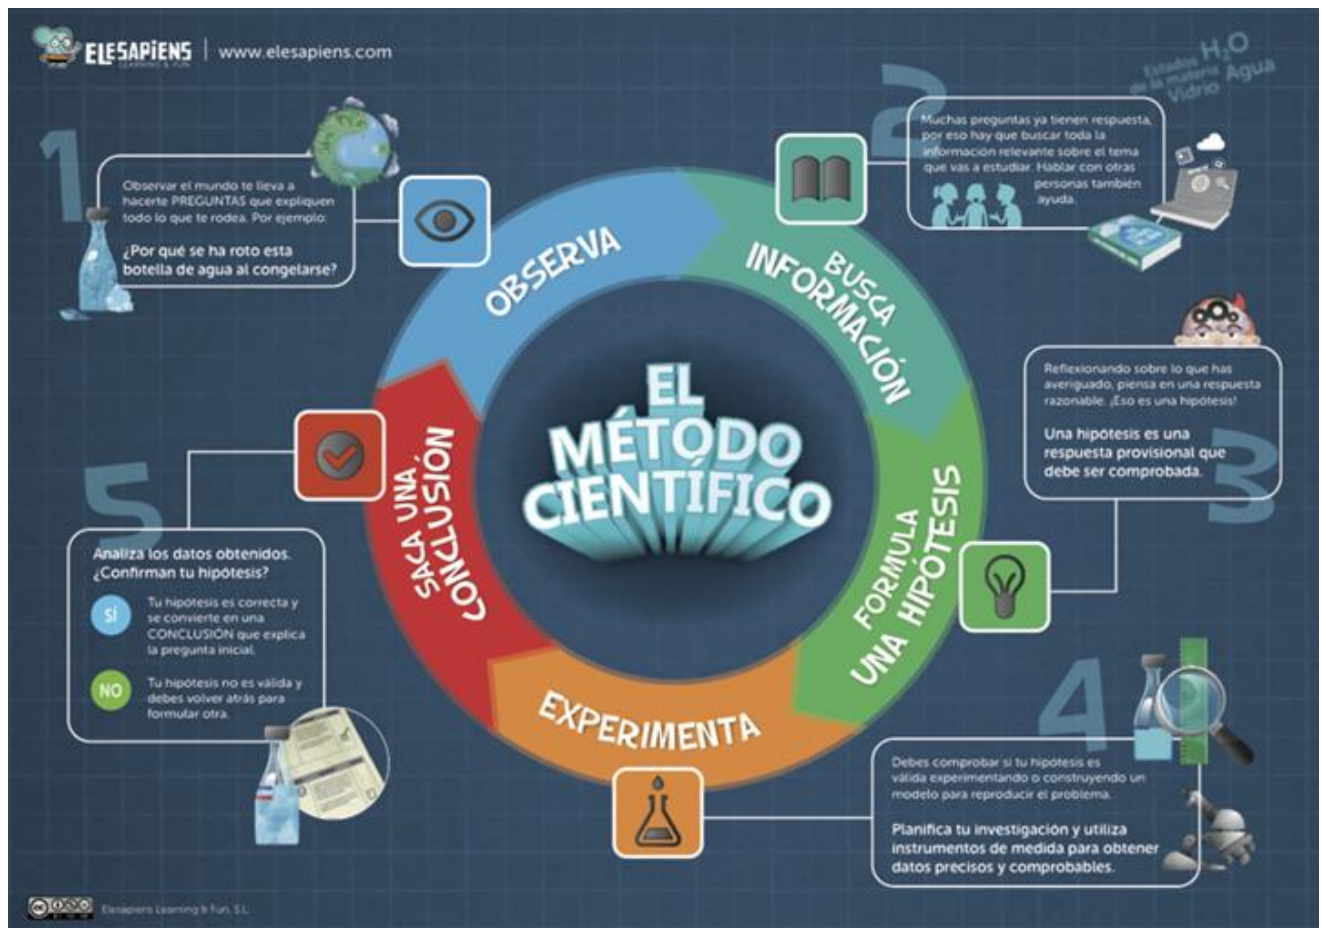 ELESAPIENS
LEARNING & FUN
www.elesapiens.com
1
Observar el mundo te lleva a
hacerte PREGUNTAS que expliquen
todo lo que te rodea. Por ejemplo:
¿Por qué se ha roto esta
botella de agua al congelarse?
OBSERVA
2
Estados
de la materia
Vidrio
H2O
Agua
Muchas preguntas ya tienen respuesta,
por eso hay que buscar toda la
información relevante sobre el tema
que vas a estudiar. Hablar con otras
personas también
ayuda.
BUSCA
INFORMACIÓN
3
Reflexionando sobre lo que has
averiguado, piensa en una respuesta
razonable. ¡Eso es una hipótesis!
Una hipótesis es una
respuesta provisional que
debe ser comprobada.
FORMULA
UNA HIPÓTESIS
EL
MÉTODO
CIENTÍFICO
4
Debes comprobar si tu hipótesis es
válida experimentando o construyendo un
modelo para reproducir el problema.
Planifica tu investigación y utiliza
instrumentos de medida para obtener
datos precisos y comprobables.
EXPERIMENTA
5
Analiza los datos obtenidos.
¿Confirman tu hipótesis?
SÍ
Tu hipótesis es correcta y
se convierte en una
CONCLUSIÓN que explica
la pregunta inicial.
NO
Tu hipótesis no es válida y
debes volver atrás para
formular otra.
SACA UNA
CONCLUSIÓN
Elesapiens Learning & Fun, S.L.